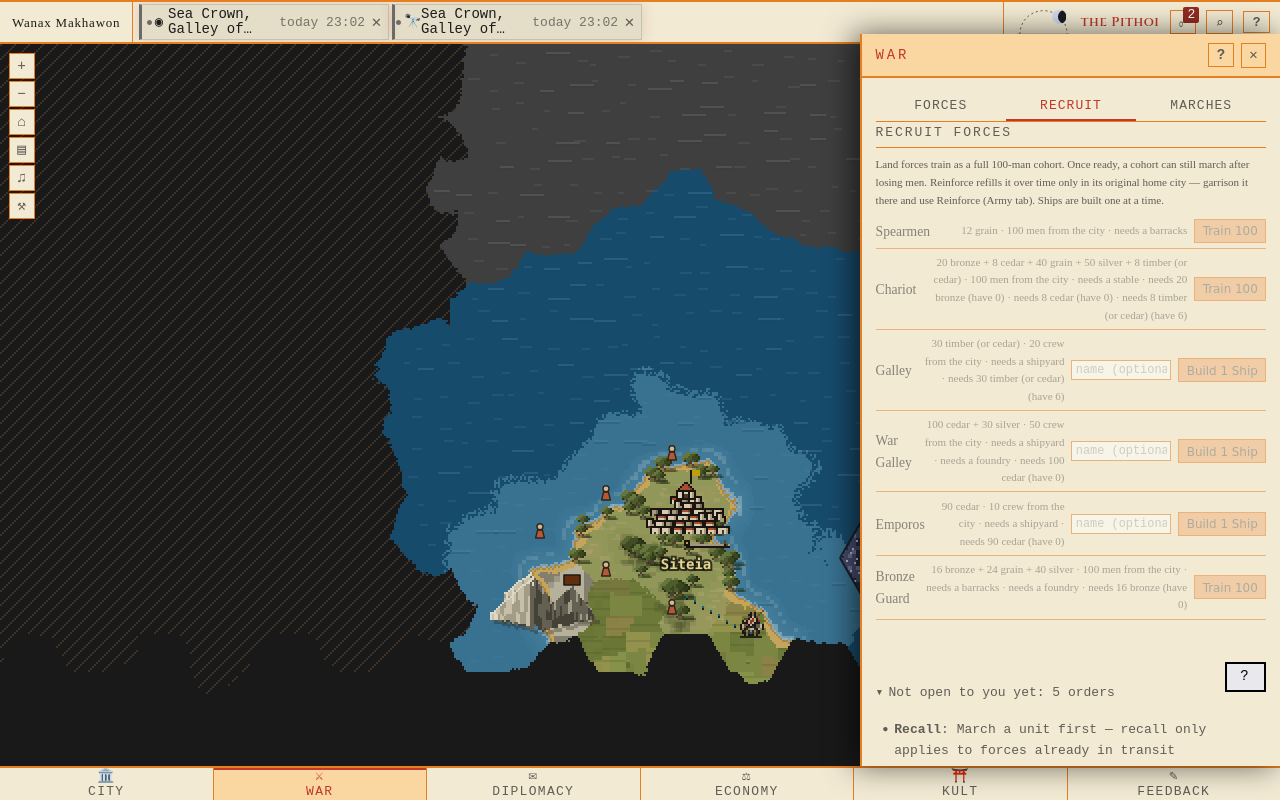 Wanax Makhawon
Sea Crown, Galley of…
today 23:02 ✕
Sea Crown, Galley of…
today 23:02 ✕
THE PITHOI
2
?
WAR
?
✕
FORCES
RECRUIT
MARCHES
RECRUIT FORCES
Land forces train as a full 100-man cohort. Once ready, a cohort can still march after
losing men. Reinforce refills it over time only in its original home city — garrison it
there and use Reinforce (Army tab). Ships are built one at a time.
Spearmen
12 grain · 100 men from the city · needs a barracks
Train 100
Chariot
20 bronze + 8 cedar + 40 grain + 50 silver + 8 timber (or
cedar) · 100 men from the city · needs a stable · needs 20
bronze (have 0) · needs 8 cedar (have 0) · needs 8 timber
(or cedar) (have 6)
Train 100
Galley
30 timber (or cedar) · 20 crew
from the city · needs a shipyard
· needs 30 timber (or cedar)
(have 6)
name (optiona
Build 1 Ship
War
Galley
100 cedar + 30 silver · 50 crew
from the city · needs a shipyard
· needs a foundry · needs 100
cedar (have 0)
name (optiona
Build 1 Ship
Emporos
90 cedar · 10 crew from the
city · needs a shipyard ·
needs 90 cedar (have 0)
name (optiona
Build 1 Ship
Bronze
Guard
16 bronze + 24 grain + 40 silver · 100 men from the city ·
needs a barracks · needs a foundry · needs 16 bronze (have
0)
Train 100
?
▾ Not open to you yet: 5 orders
• Recall: March a unit first — recall only
applies to forces already in transit
Siteia
CITY
WAR
DIPLOMACY
ECONOMY
KULT
FEEDBACK